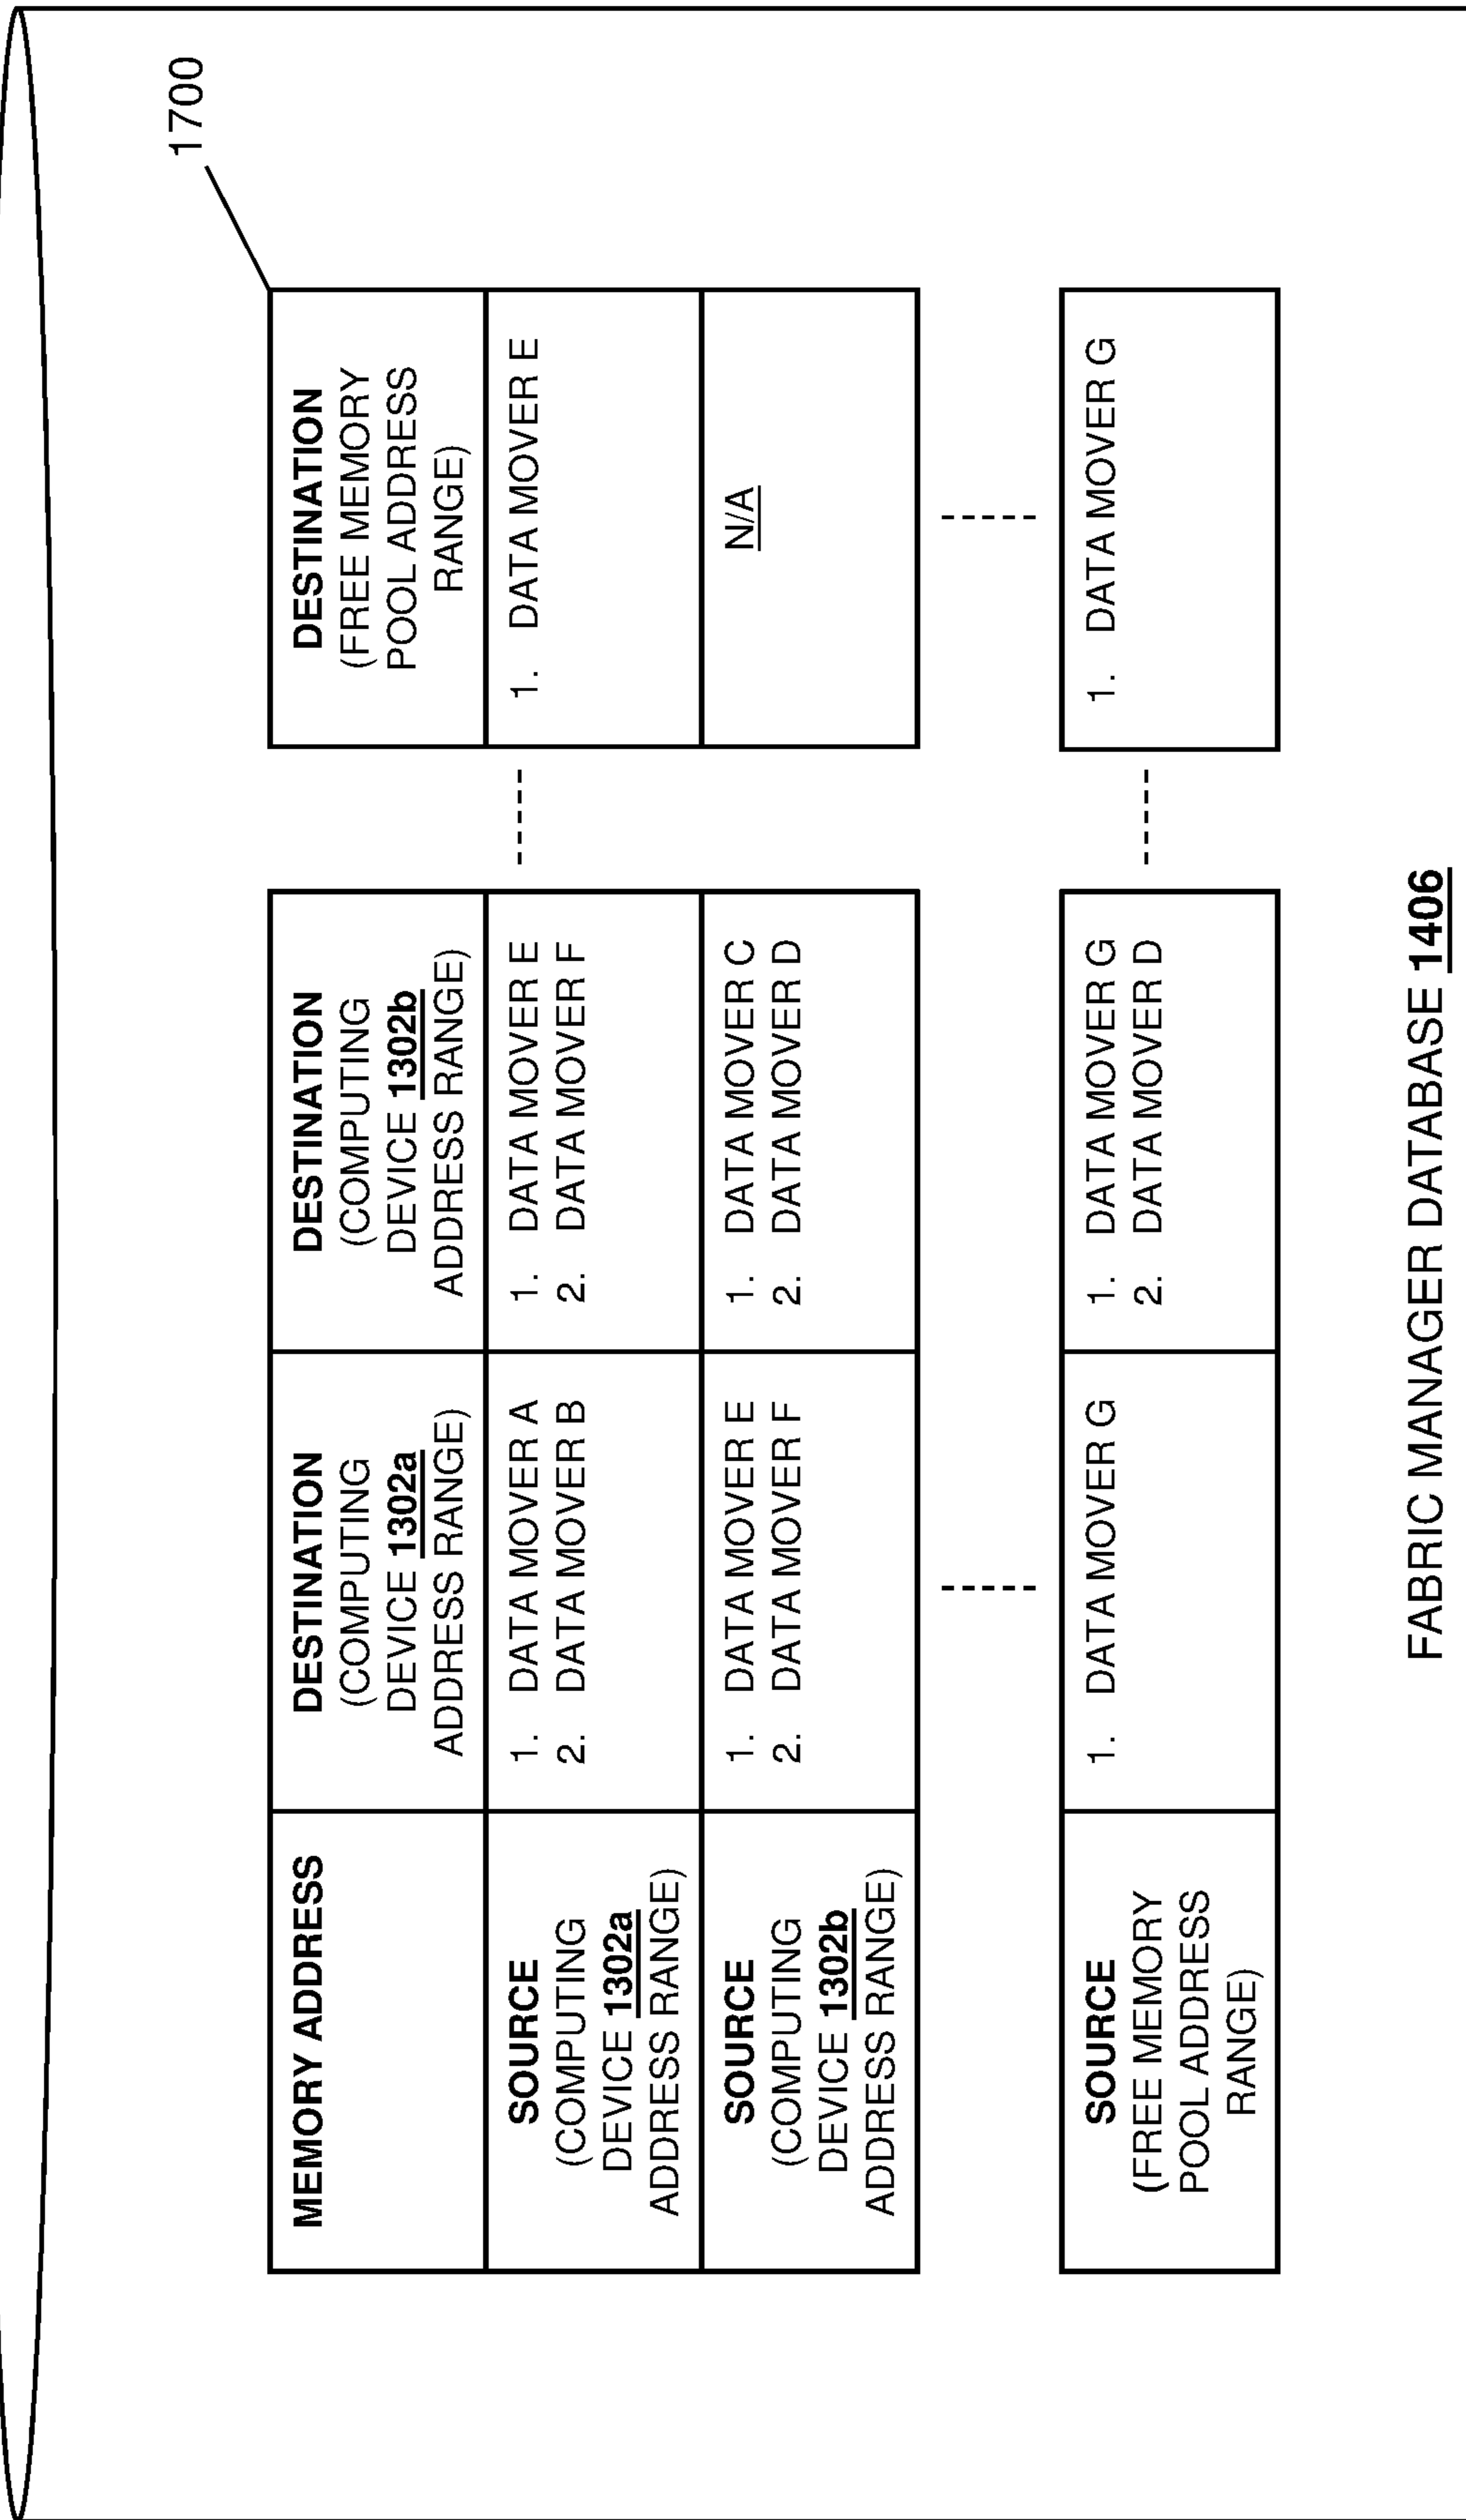 1700
MEMORY ADDRESS
DESTINATION
(COMPUTING
DEVICE 1302a
ADDRESS RANGE)
DESTINATION
(COMPUTING
DEVICE 1302b
ADDRESS RANGE)
DESTINATION
(FREE MEMORY
POOL ADDRESS
RANGE)
SOURCE
(COMPUTING
DEVICE 1302a
ADDRESS RANGE)
1. DATA MOVER A
2. DATA MOVER B
1. DATA MOVER E
2. DATA MOVER F
1. DATA MOVER E
SOURCE
(COMPUTING
DEVICE 1302b
ADDRESS RANGE)
1. DATA MOVER E
2. DATA MOVER F
1. DATA MOVER C
2. DATA MOVER D
N/A
SOURCE
(FREE MEMORY
POOL ADDRESS
RANGE)
1. DATA MOVER G
1. DATA MOVER G
2. DATA MOVER D
1. DATA MOVER G
FABRIC MANAGER DATABASE 1406